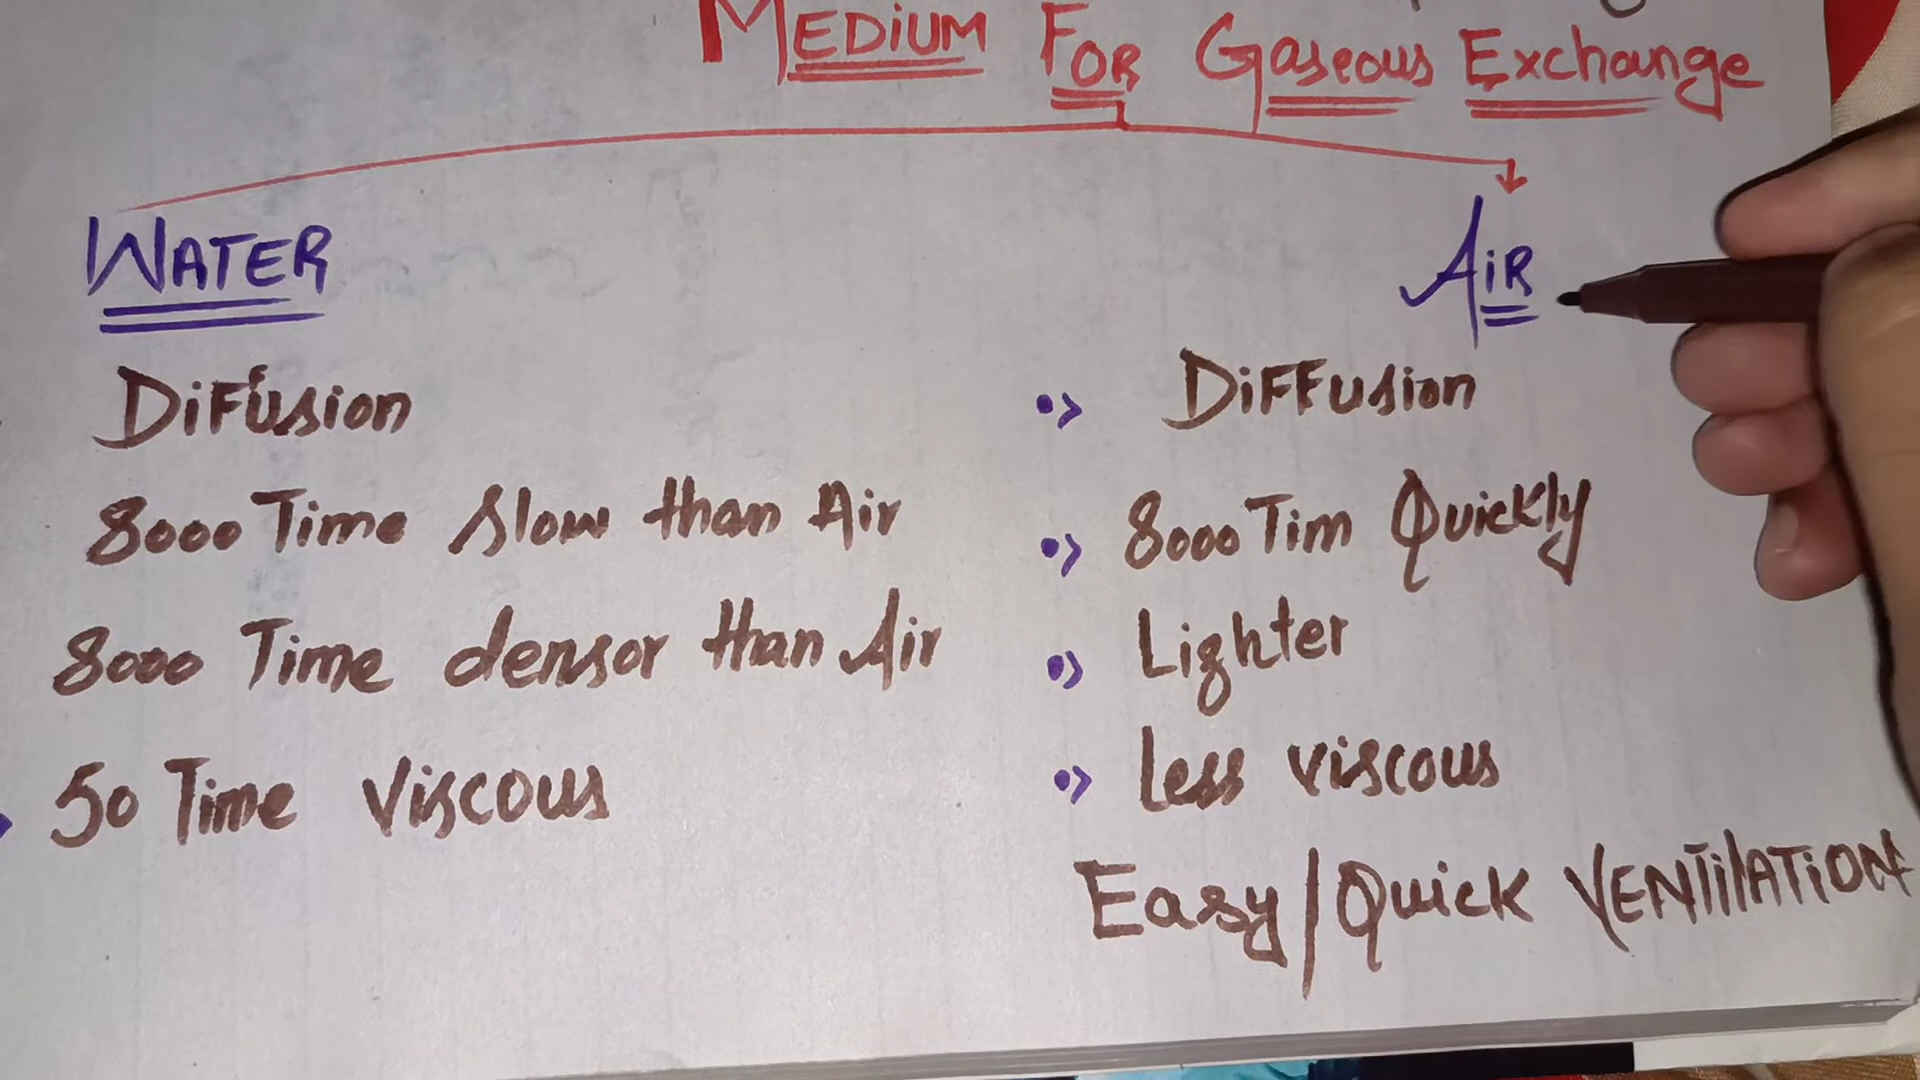 MEDIUM FOR Gaseous Exchange
WATER
AiR
DiFfusion
8000 Time slow than Air
8000 Time densor than Air
50 Time Viscous
DiFFusion
8000 Tim Quickly
Lighter
Less viscous
Easy/Quick VENTilATiON